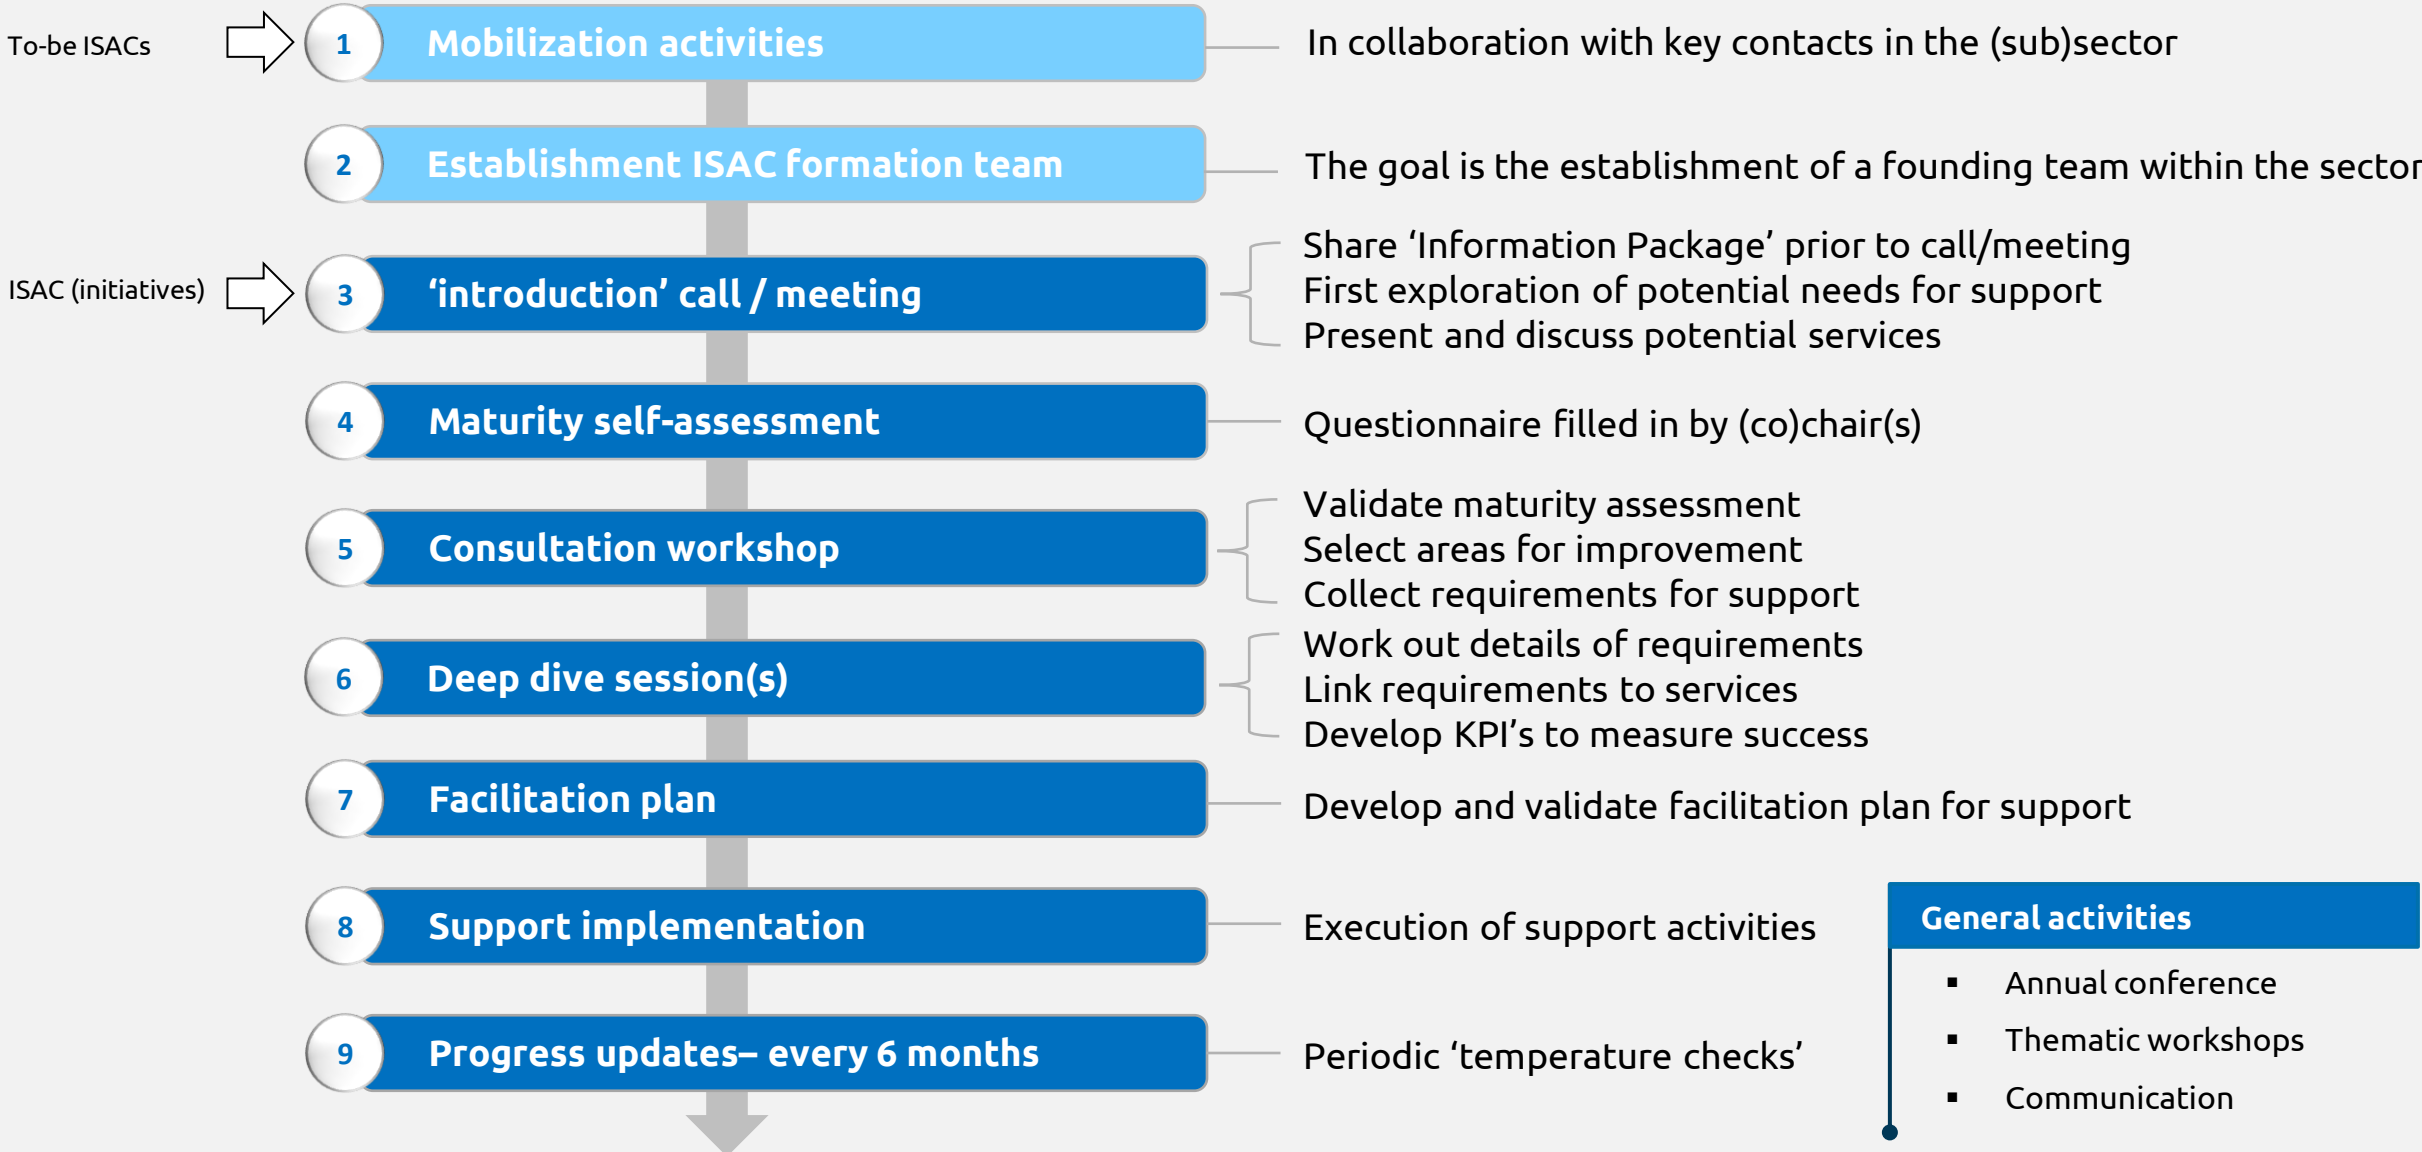 To-be ISACs
1
Mobilization activities
In collaboration with key contacts in the (sub)sector
2
Establishment ISAC formation team
The goal is the establishment of a founding team within the sector
ISAC (initiatives)
3
‘introduction’ call / meeting
Share ‘Information Package’ prior to call/meeting
First exploration of potential needs for support
Present and discuss potential services
4
Maturity self-assessment
Questionnaire filled in by (co)chair(s)
5
Consultation workshop
Validate maturity assessment
Select areas for improvement
Collect requirements for support
6
Deep dive session(s)
Work out details of requirements
Link requirements to services
Develop KPI’s to measure success
7
Facilitation plan
Develop and validate facilitation plan for support
8
Support implementation
Execution of support activities
9
Progress updates– every 6 months
Periodic ‘temperature checks’
General activities
▪ Annual conference
▪ Thematic workshops
▪ Communication